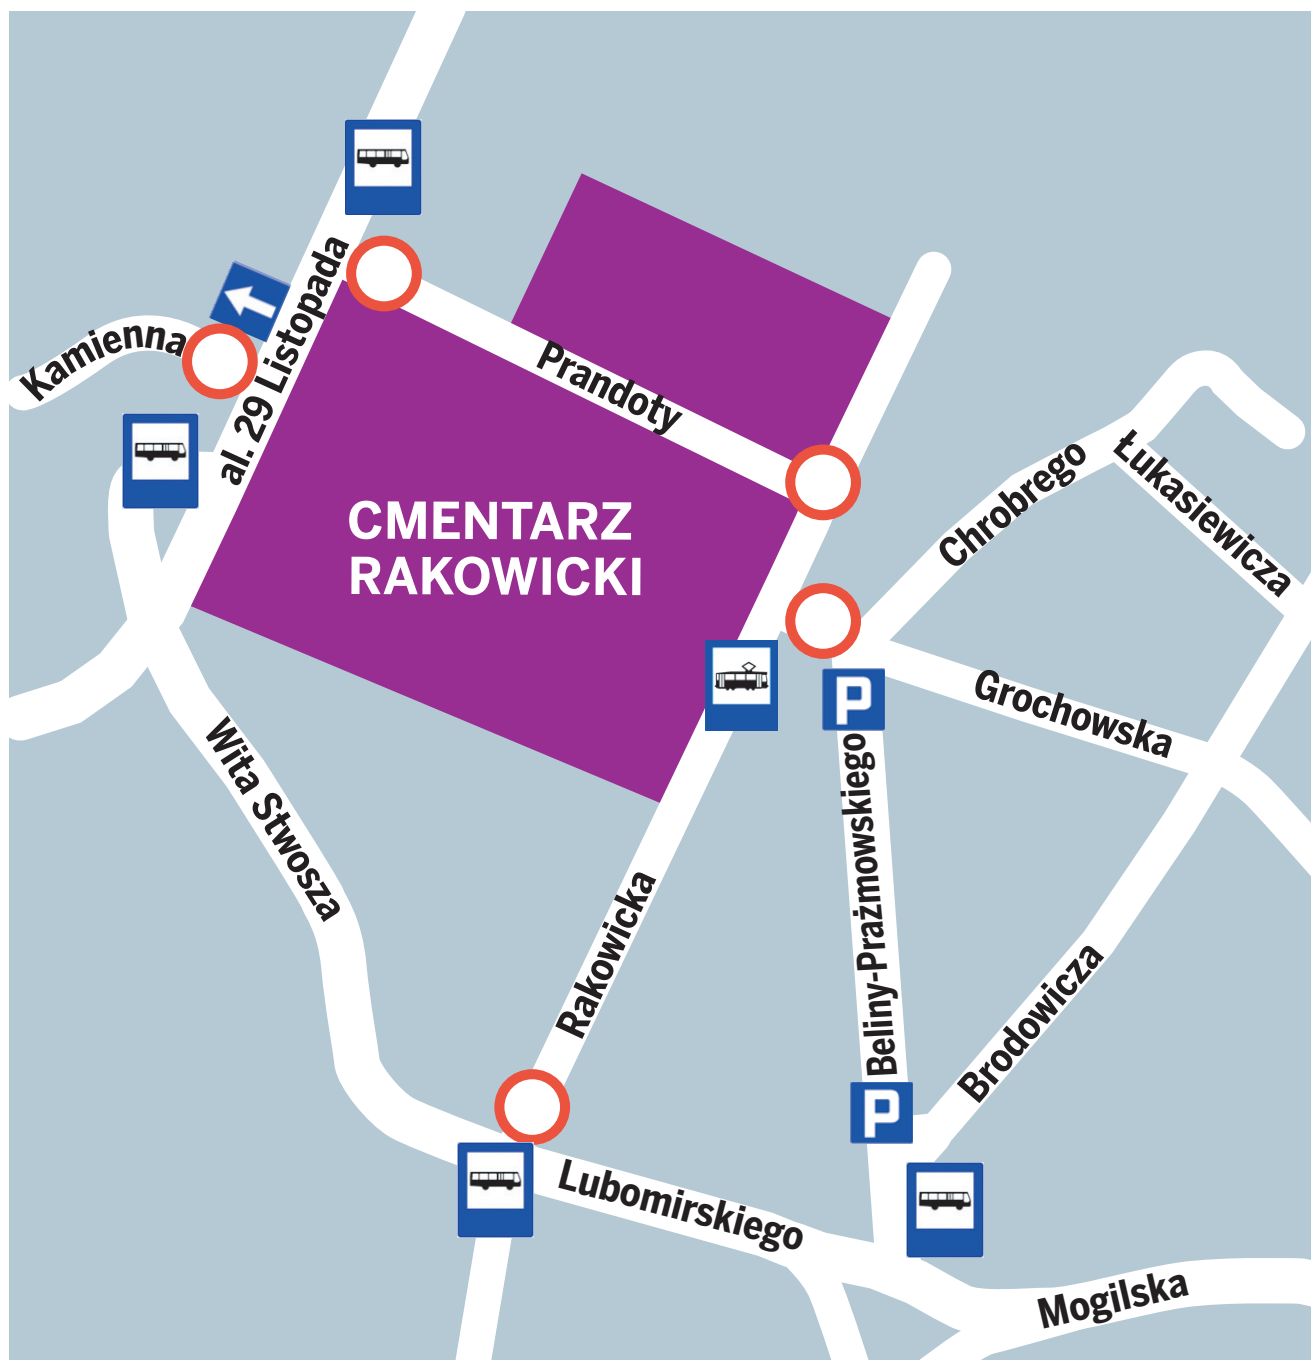 al. 29 Listopada
Kamienna
Prandoty
CMENTARZ
RAKOWICKI
Chrobrego
Łukasiewicza
P
Grochowska
Wita Stwosza
Beliny-Prażmowskiego
Rakowicka
Brodowicza
P
Lubomirskiego
Mogilska